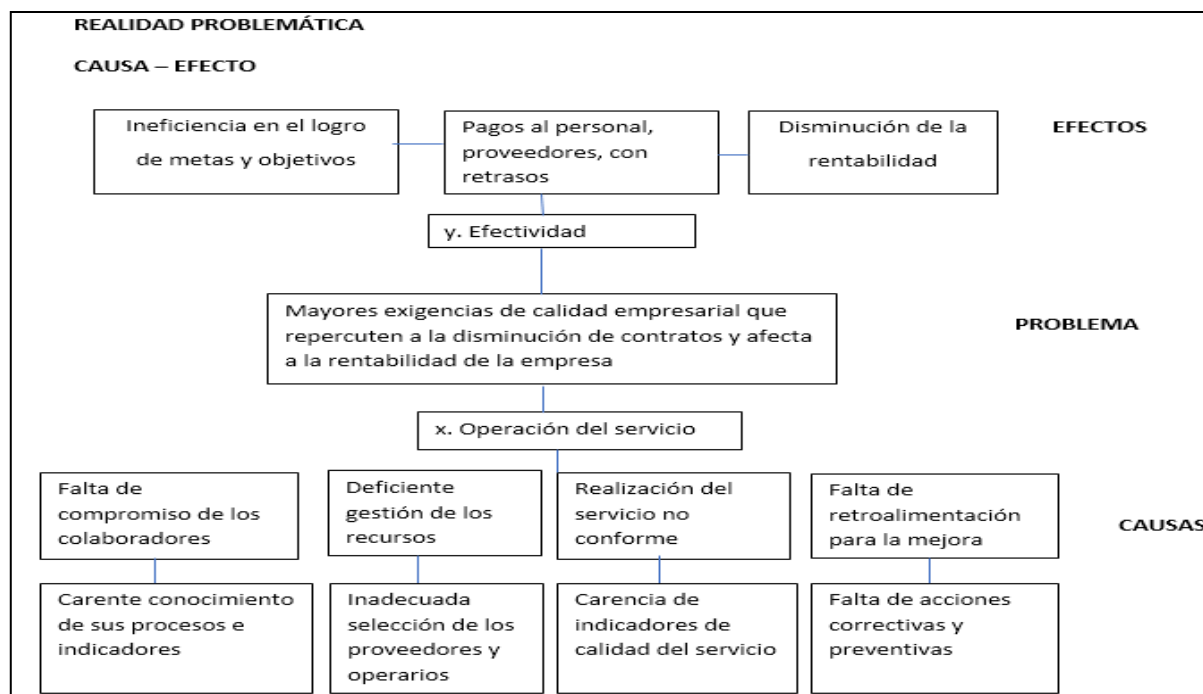 REALIDAD PROBLEMÁTICA
CAUSA – EFECTO
Ineficiencia en el logro
de metas y objetivos
Pagos al personal,
proveedores, con
retrasos
Disminución de la
rentabilidad
EFECTOS
y. Efectividad
Mayores exigencias de calidad empresarial que
repercuten a la disminución de contratos y afecta
a la rentabilidad de la empresa
PROBLEMA
x. Operación del servicio
Falta de
compromiso de los
colaboradores
Deficiente
gestión de los
recursos
Realización del
servicio no
conforme
Falta de
retroalimentación
para la mejora
CAUSAS
Carente conocimiento
de sus procesos e
indicadores
Inadecuada
selección de los
proveedores y
operarios
Carencia de
indicadores de
calidad del servicio
Falta de acciones
correctivas y
preventivas